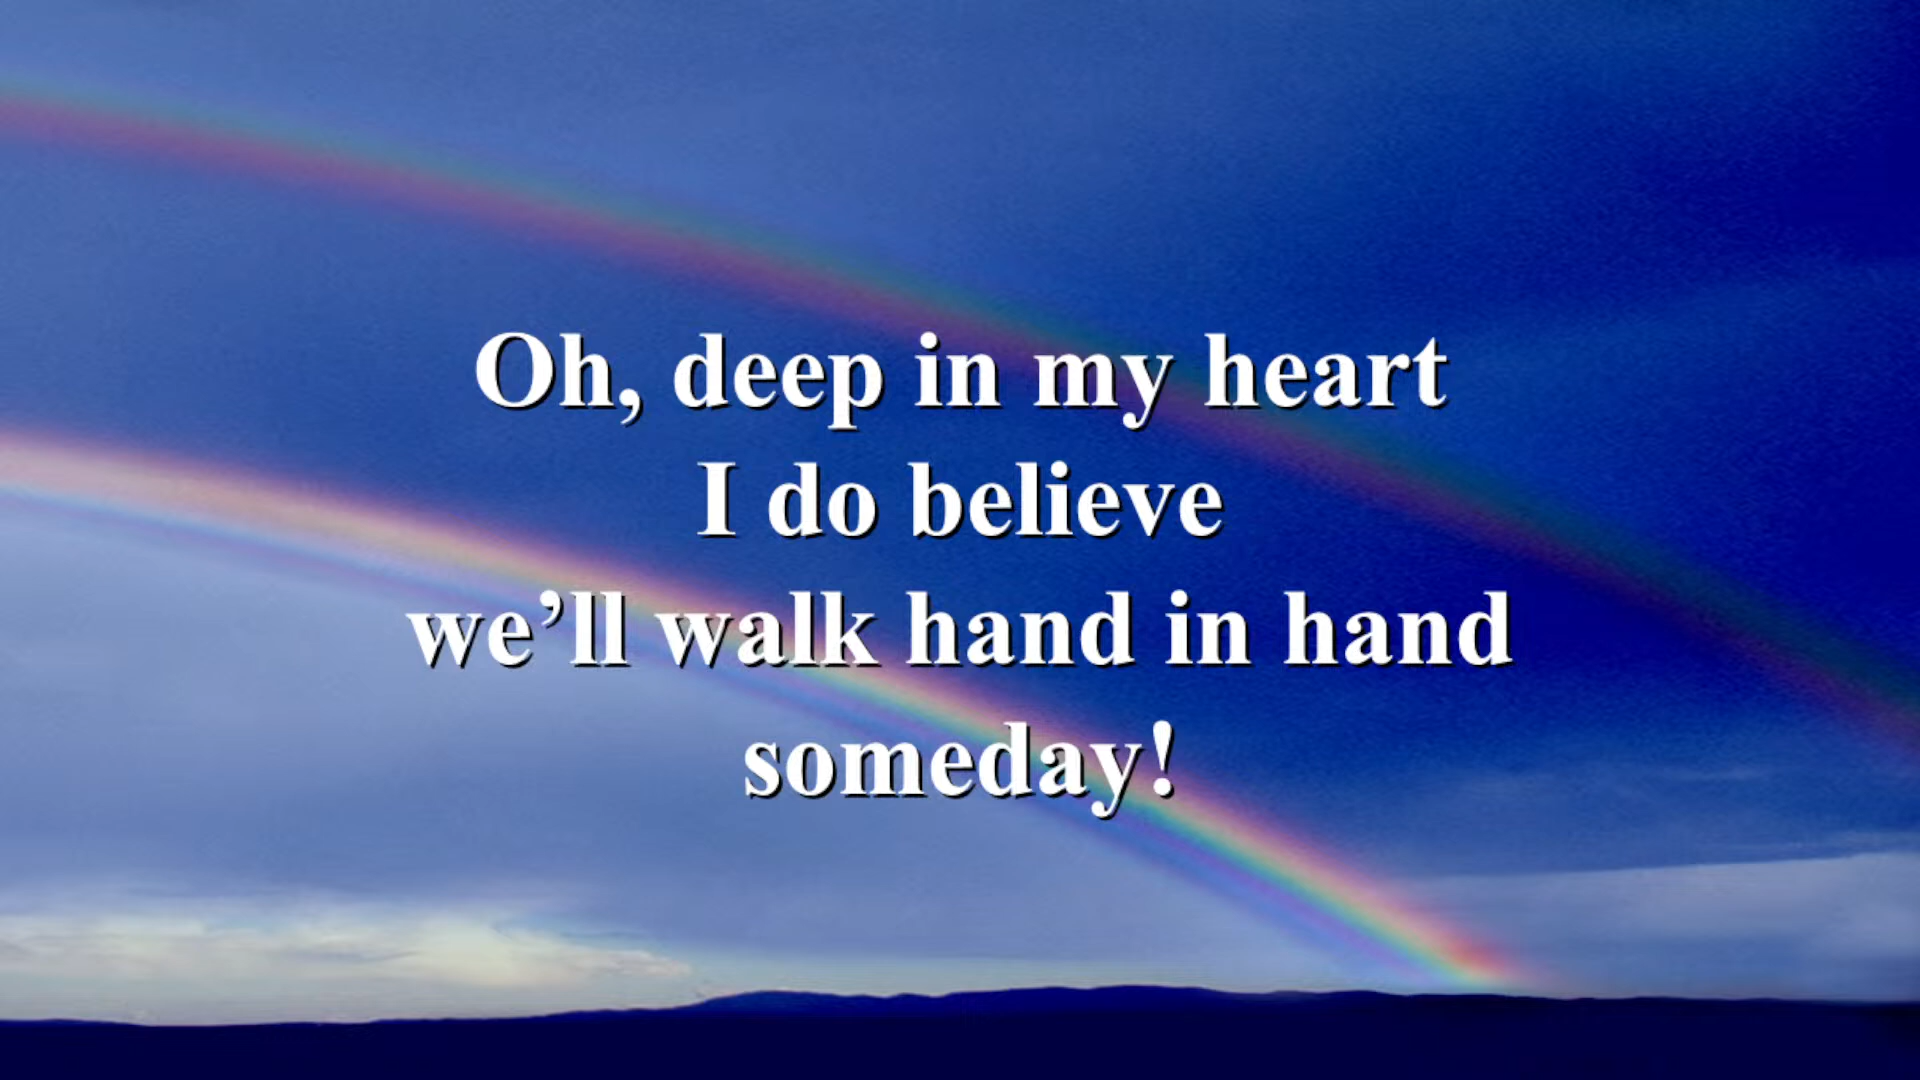 Oh, deep in my heart
I do believe
we’ll walk hand in hand
someday!